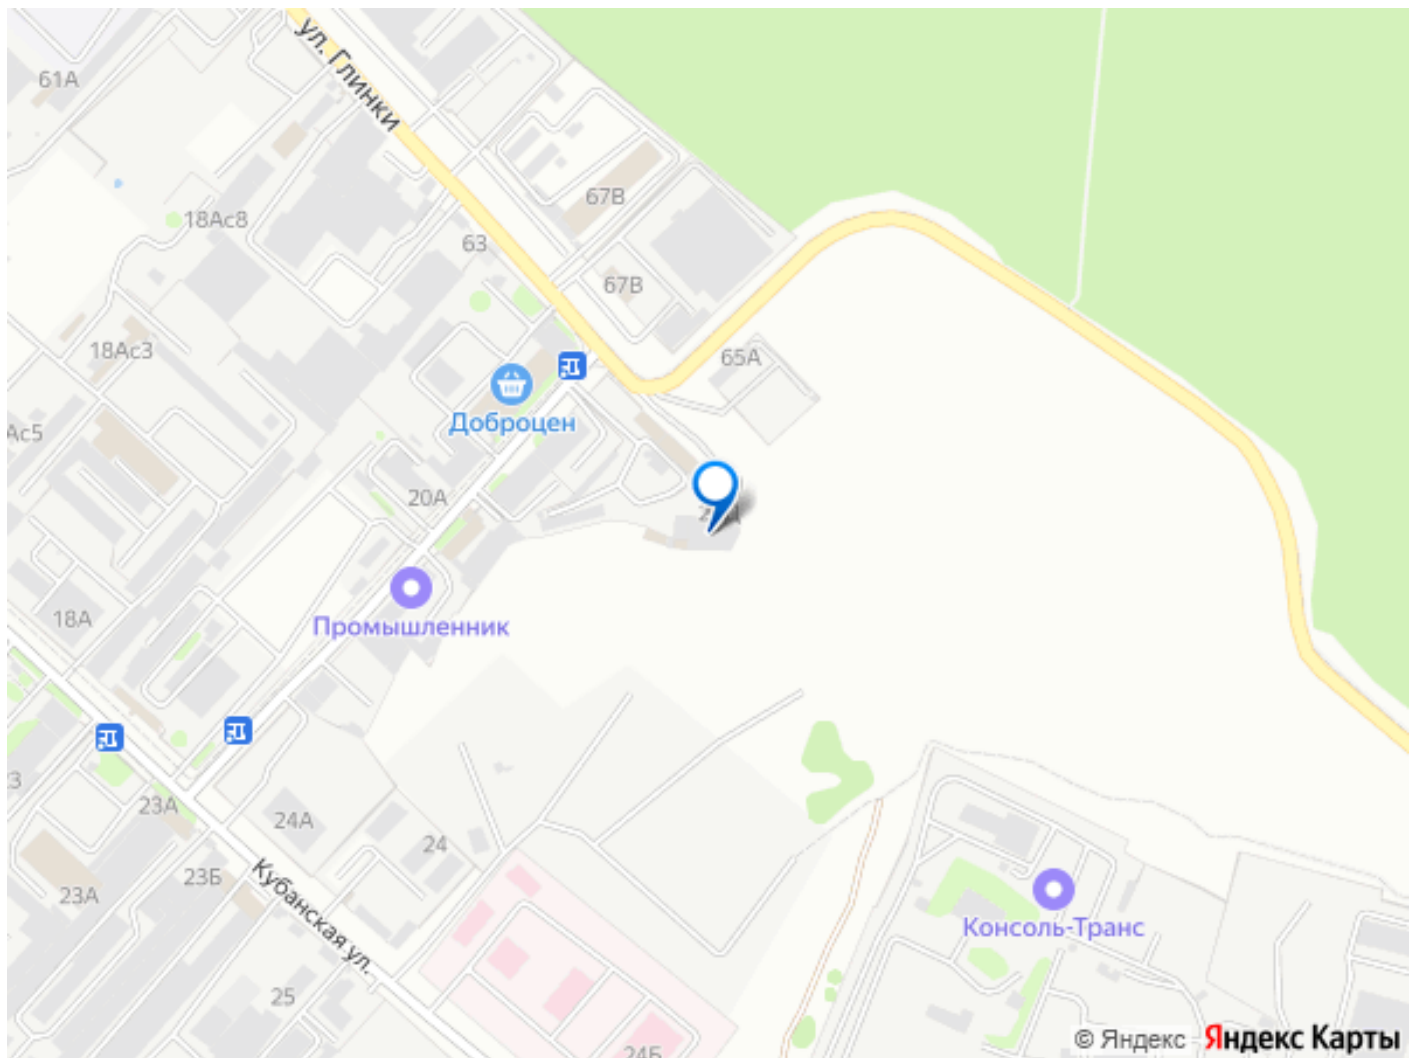 ул. Глинки
61А
67В
18Ас8
63
67В
18Ас3
65А
Доброцен
Ас5
20А
Промышленник
18А
23А
24А
24
23Б
23А
Кубанская ул.
Консоль-Транс
25
24Б
© Яндекс Яндекс Карты